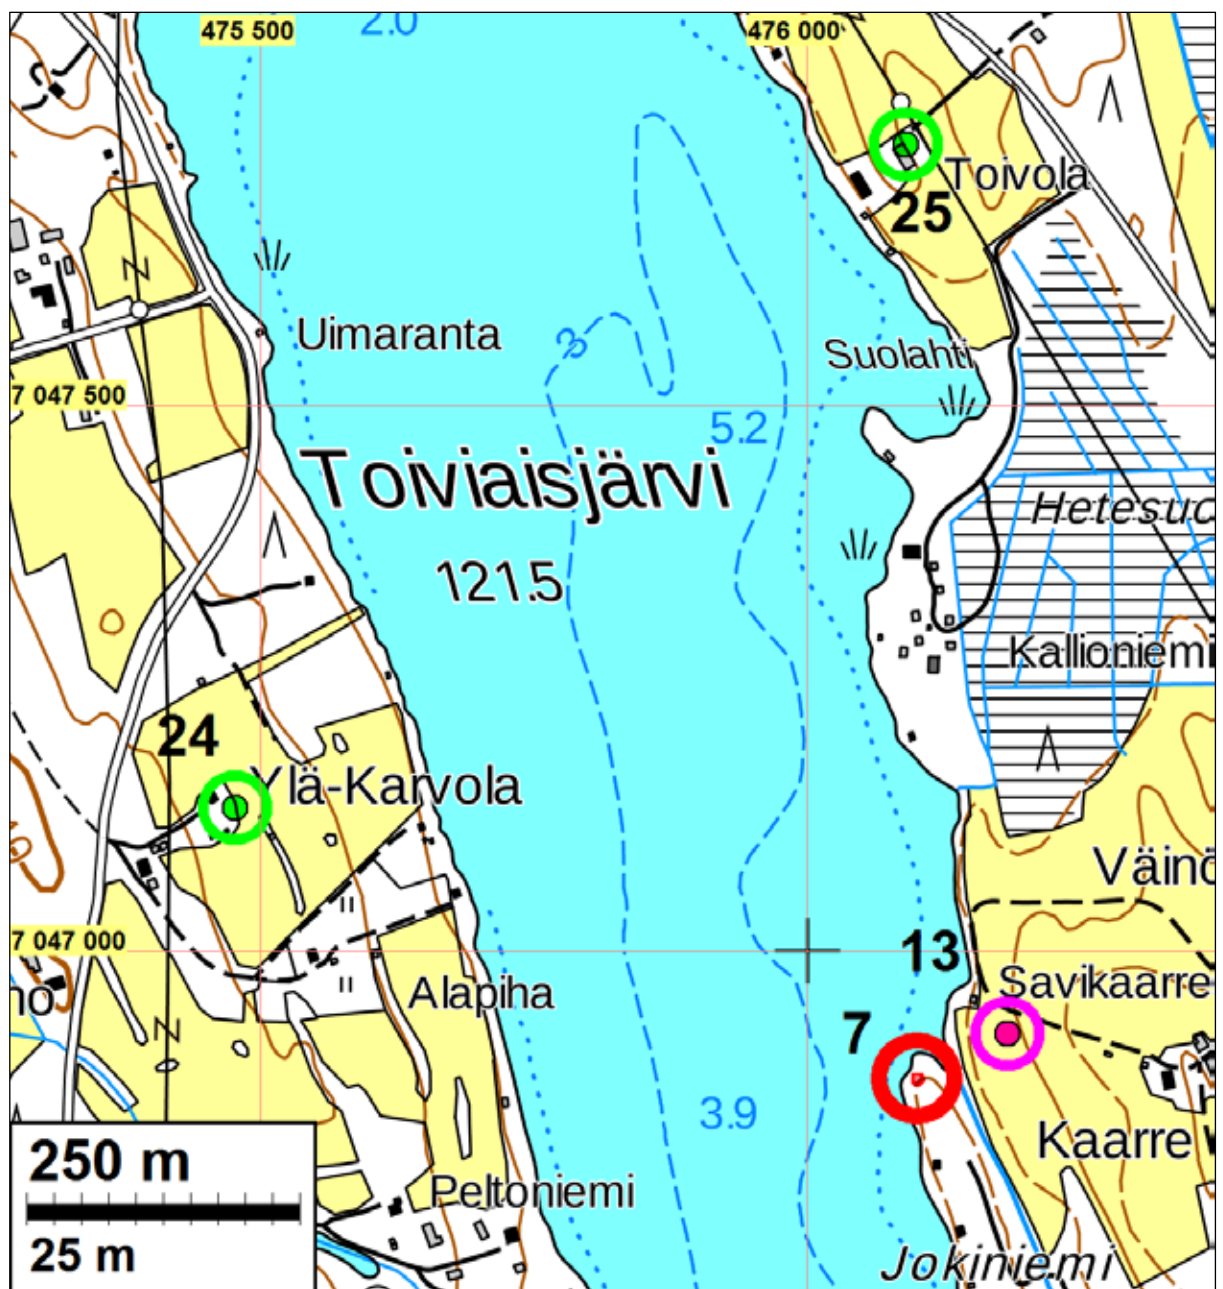 475 500
2.0
476 000
Toivola
25
Uimaranta
3
Suolahti
7 047 500
5.2
Toiviaisjärvi
Hetesuo
121.5
Kallioniemi
24
Ylä-Karvola
Väinö
7 047 000
13
Savikaarre
Alapiha
7
3.9
Kaarre
250 m
25 m
Peltoniemi
Jokiniemi